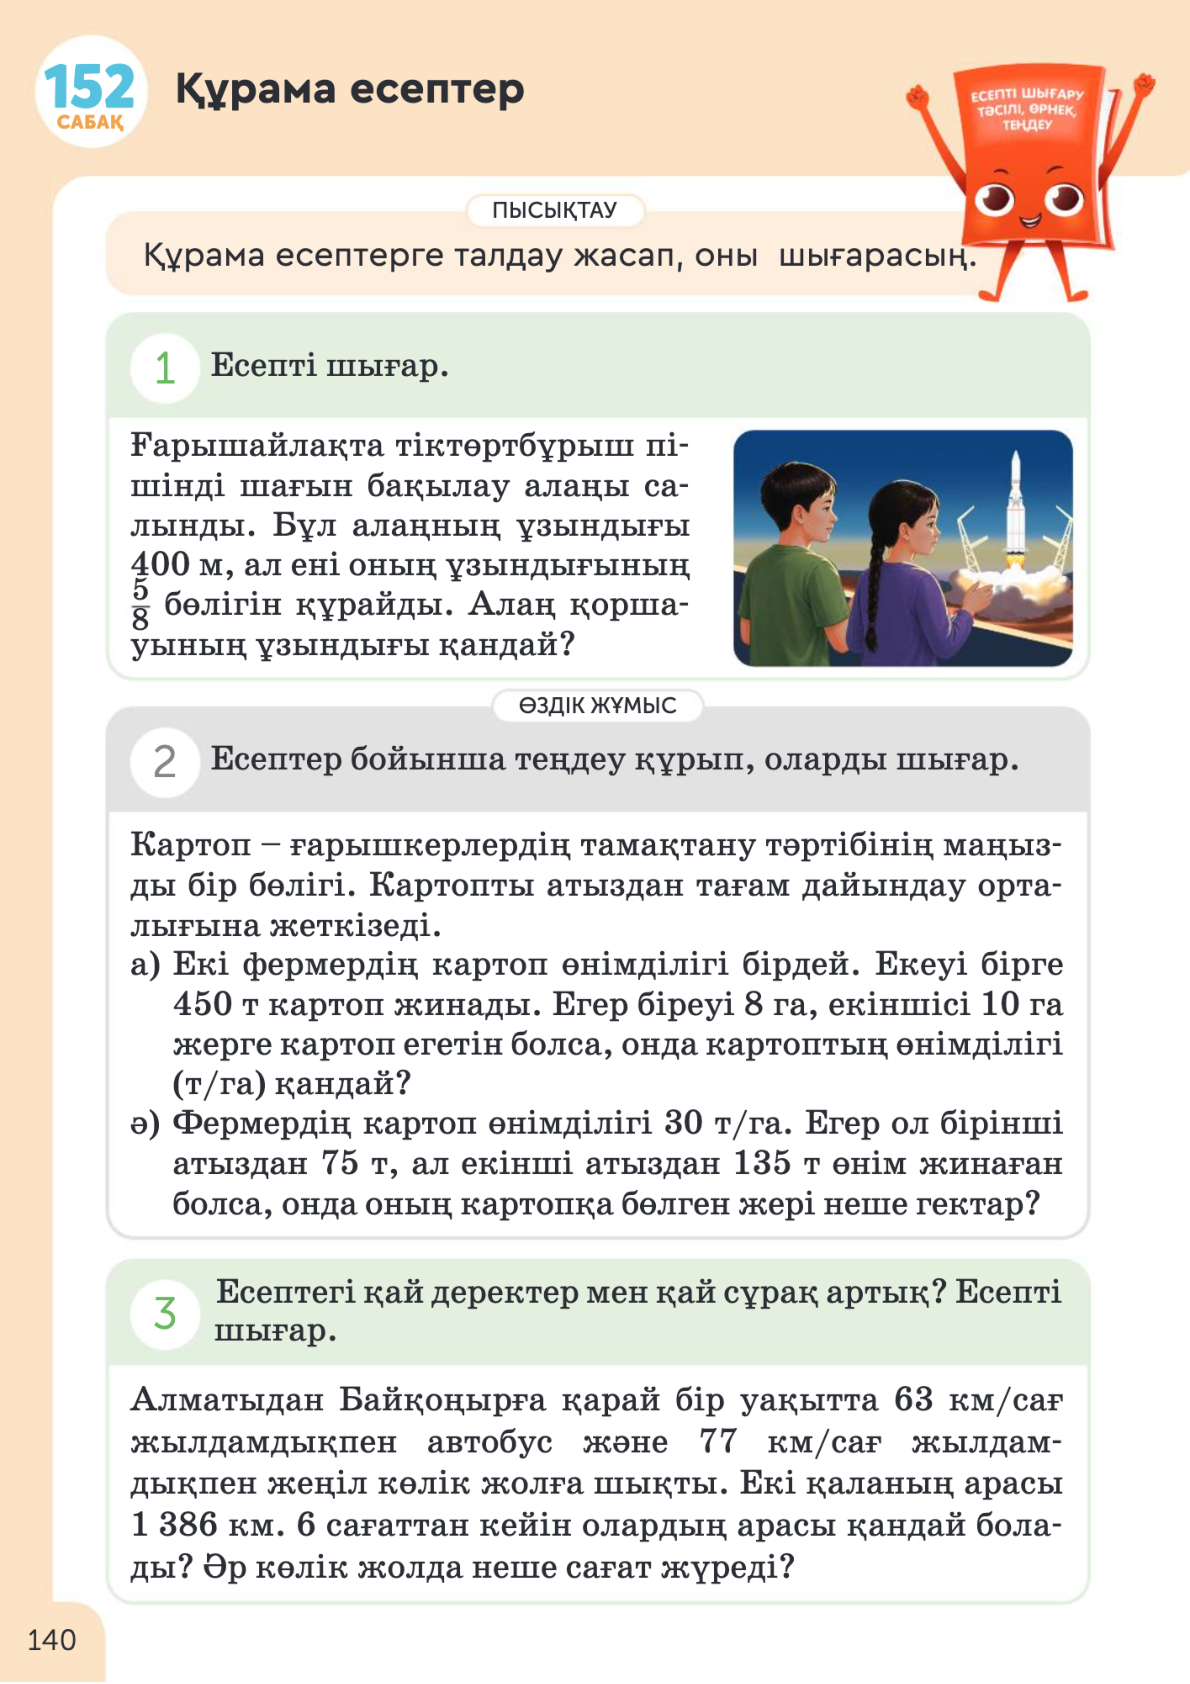 152
САБАҚ
Құрама есептер
ЕСЕПТІ ШЫҒАРУ
ТӘСІЛІ, ӨРНЕК,
ТЕҢДЕУ
ПЫСЫҚТАУ
Құрама есептерге талдау жасап, оны шығарасың.
1 Есепті шығар.
Ғарышайлақта тіктөртбұрыш пі-
шінді шағын бақылау алаңы са-
лынды. Бұл алаңның ұзындығы
400 м, ал ені оның ұзындығының
5/8 бөлігін құрайды. Алаң қорша-
уының ұзындығы қандай?
ӨЗДІК ЖҰМЫС
2 Есептер бойынша теңдеу құрып, оларды шығар.
Картоп – ғарышкерлердің тамақтану тәртібінің маңыз-
ды бір бөлігі. Картопты атыздан тағам дайындау орта-
лығына жеткізеді.
а) Екі фермердің картоп өнімділігі бірдей. Екеуі бірге
450 т картоп жинады. Егер біреуі 8 га, екіншісі 10 га
жерге картоп егетін болса, онда картоптың өнімділігі
(т/га) қандай?
ә) Фермердің картоп өнімділігі 30 т/га. Егер ол бірінші
атыздан 75 т, ал екінші атыздан 135 т өнім жинаған
болса, онда оның картопқа бөлген жері неше гектар?
3 Есептегі қай деректер мен қай сұрақ артық? Есепті
шығар.
Алматыдан Байқоңырға қарай бір уақытта 63 км/сағ
жылдамдықпен автобус және 77 км/сағ жылдам-
дықпен жеңіл көлік жолға шықты. Екі қаланың арасы
1 386 км. 6 сағаттан кейін олардың арасы қандай бола-
ды? Әр көлік жолда неше сағат жүреді?
140